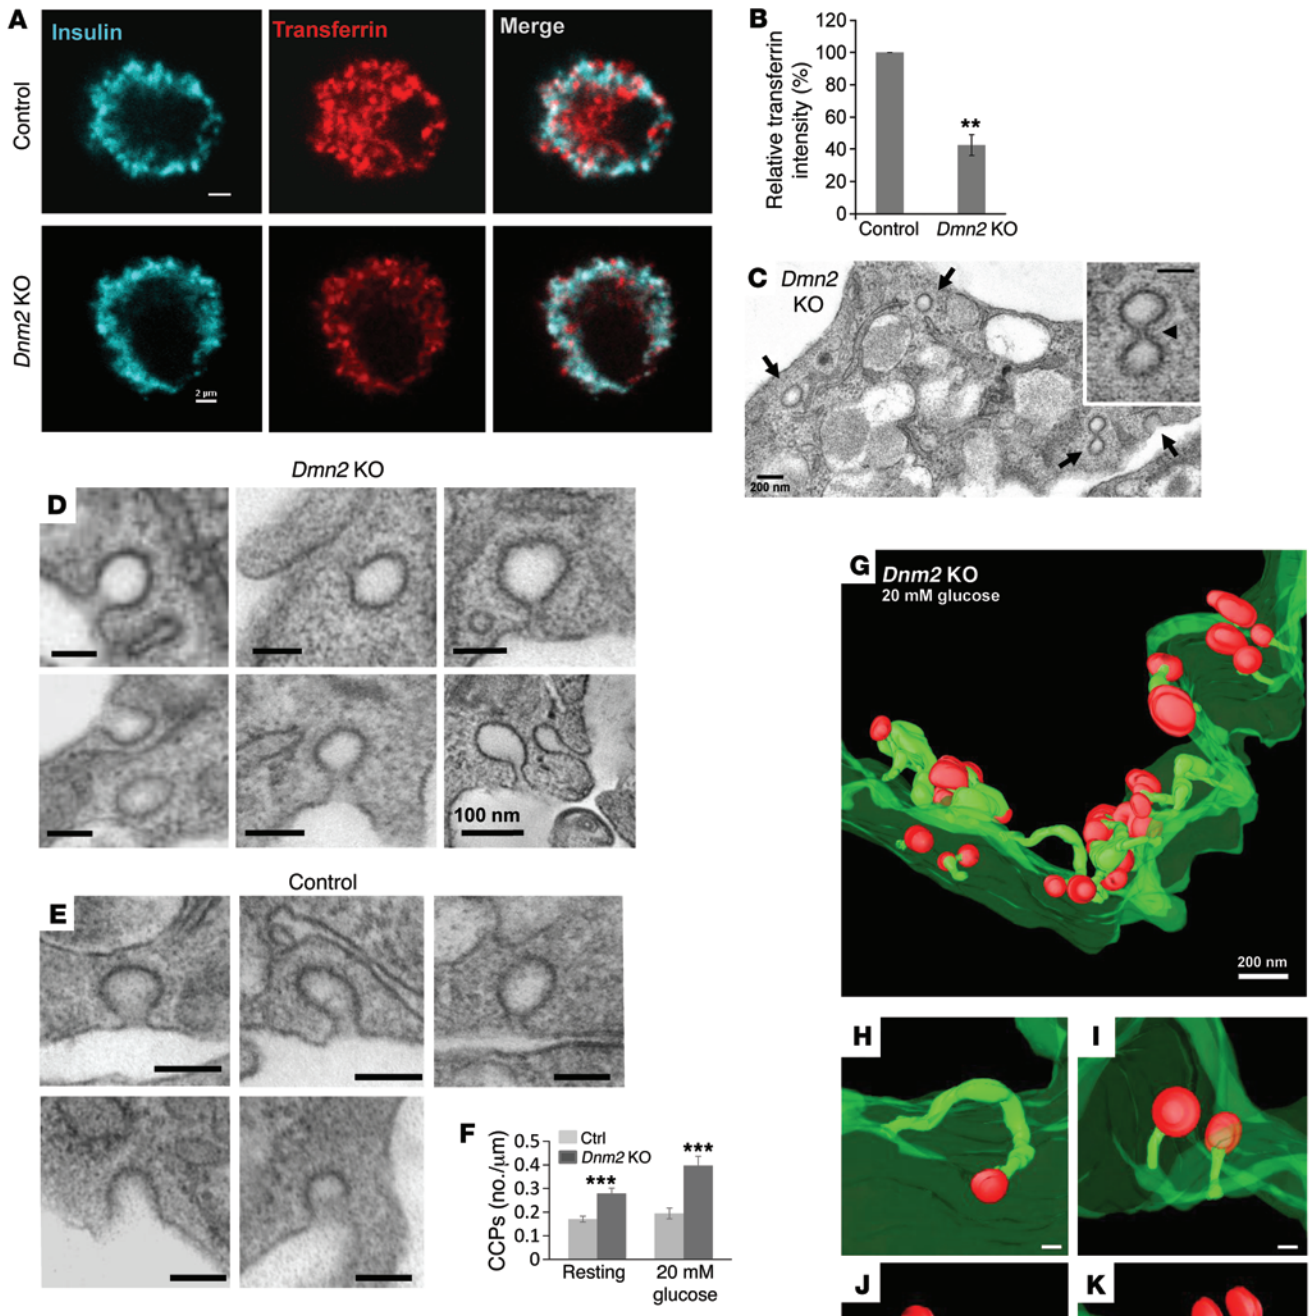 A
Insulin
Transferrin
Merge
Control
Dnm2 KO
2 µm
B
Relative transferrin
intensity (%)
120
100
80
60
40
20
0
**
Control
Dmn2 KO
C
Dmn2
KO
200 nm
Dmn2 KO
D
100 nm
Control
E
F
CCPs (no./µm)
0.5
0.4
0.3
0.2
0.1
0
Ctrl
Dnm2 KO
***
***
Resting
20 mM
glucose
G
Dnm2 KO
20 mM glucose
200 nm
H
I
J
K